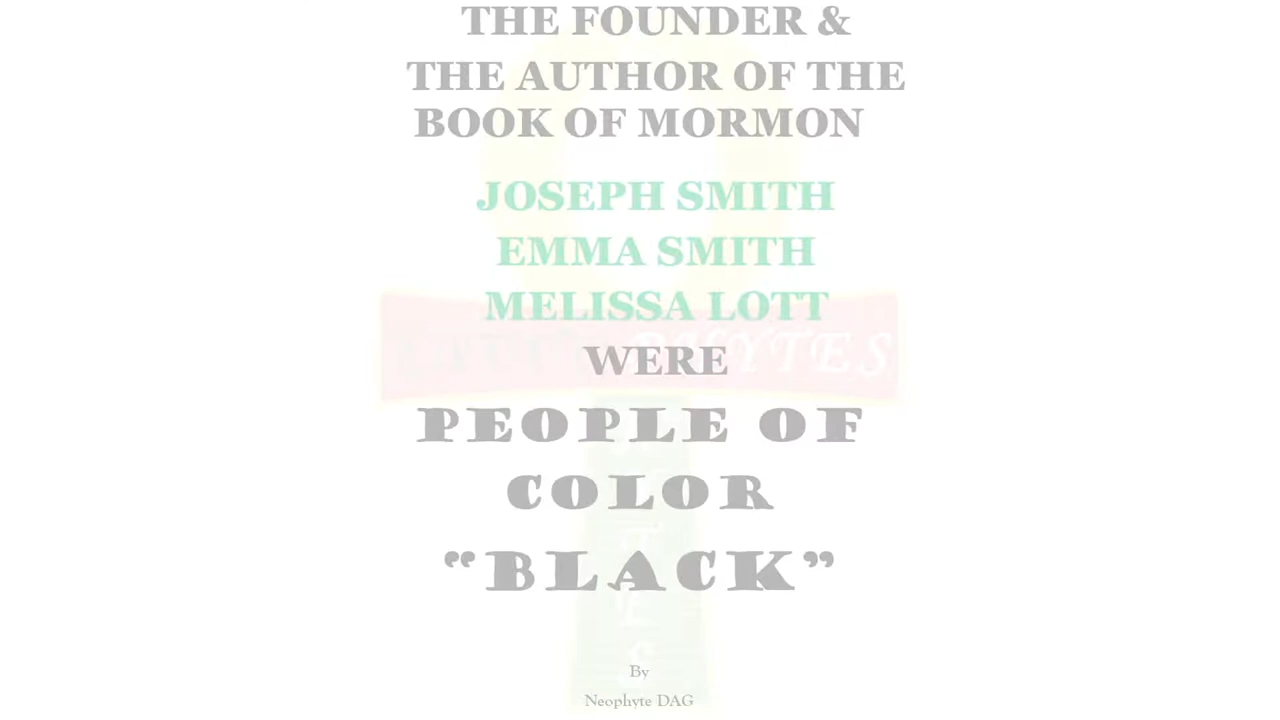 THE FOUNDER &
THE AUTHOR OF THE
BOOK OF MORMON
JOSEPH SMITH
EMMA SMITH
MELISSA LOTT
WERE
PEOPLE OF
COLOR
“BLACK”
By
Neophyte DAG